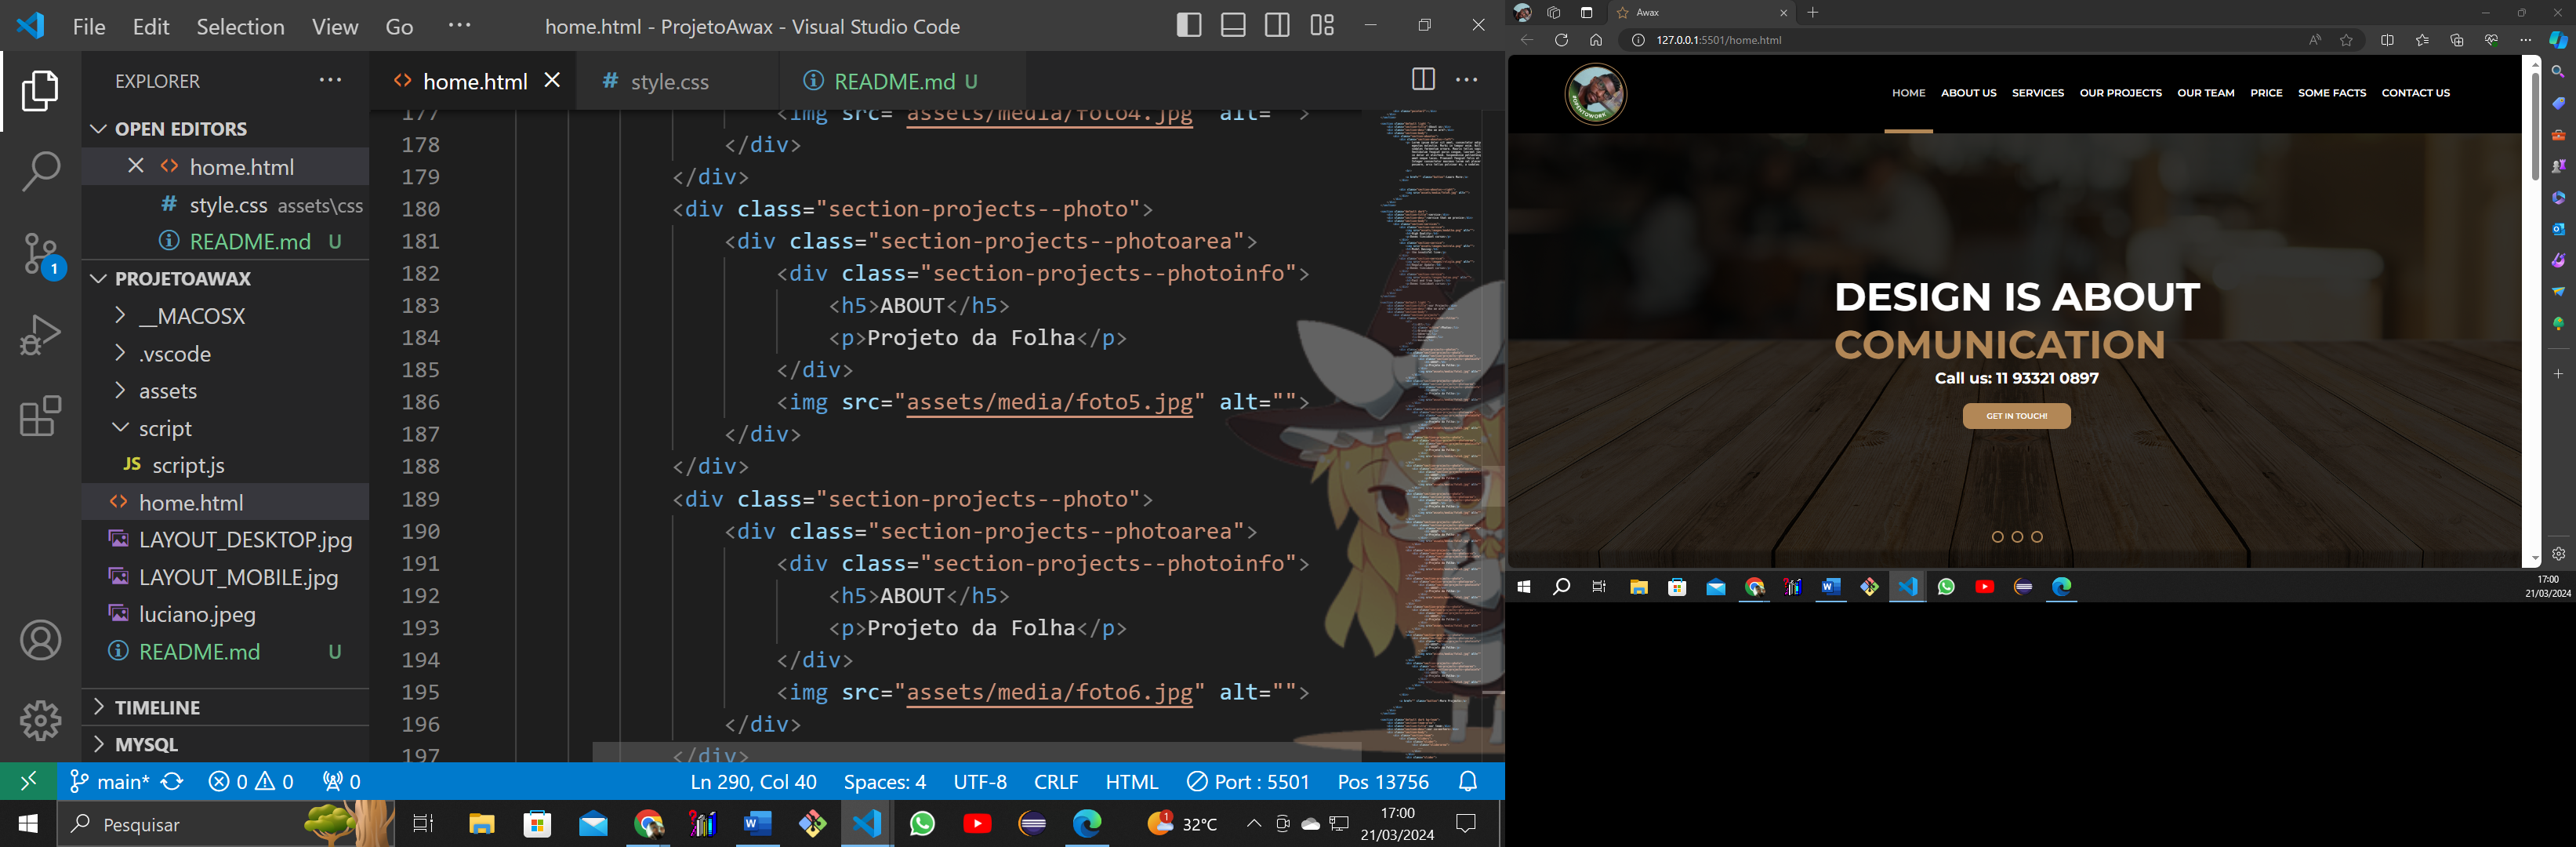 File Edit Selection View Go ··· home.html - ProjetoAwax - Visual Studio Code
EXPLORER ···
OPEN EDITORS
home.html
style.css assets\css
README.md U
PROJETOAWAX
__MACOSX
.vscode
assets
script
JS script.js
home.html
LAYOUT_DESKTOP.jpg
LAYOUT_MOBILE.jpg
luciano.jpeg
README.md U
TIMELINE
MYSQL
1
home.html # style.css README.md U
177 <img src="assets/media/foto4.jpg" alt="">
178 </div>
179 </div>
180 <div class="section-projects--photo">
181 <div class="section-projects--photoarea">
182 <div class="section-projects--photoinfo">
183 <h5>ABOUT</h5>
184 <p>Projeto da Folha</p>
185 </div>
186 <img src="assets/media/foto5.jpg" alt="">
187 </div>
188 </div>
189 <div class="section-projects--photo">
190 <div class="section-projects--photoarea">
191 <div class="section-projects--photoinfo">
192 <h5>ABOUT</h5>
193 <p>Projeto da Folha</p>
194 </div>
195 <img src="assets/media/foto6.jpg" alt="">
196 </div>
197 </div>
main* 0 0 0 Ln 290, Col 40 Spaces: 4 UTF-8 CRLF HTML Port : 5501 Pos 13756
Pesquisar 1 32°C 17:00
21/03/2024
Awax
127.0.0.1:5501/home.html
HOME ABOUT US SERVICES OUR PROJECTS OUR TEAM PRICE SOME FACTS CONTACT US
DESIGN IS ABOUT
COMUNICATION
Call us: 11 93321 0897
GET IN TOUCH!
17:00
21/03/2024